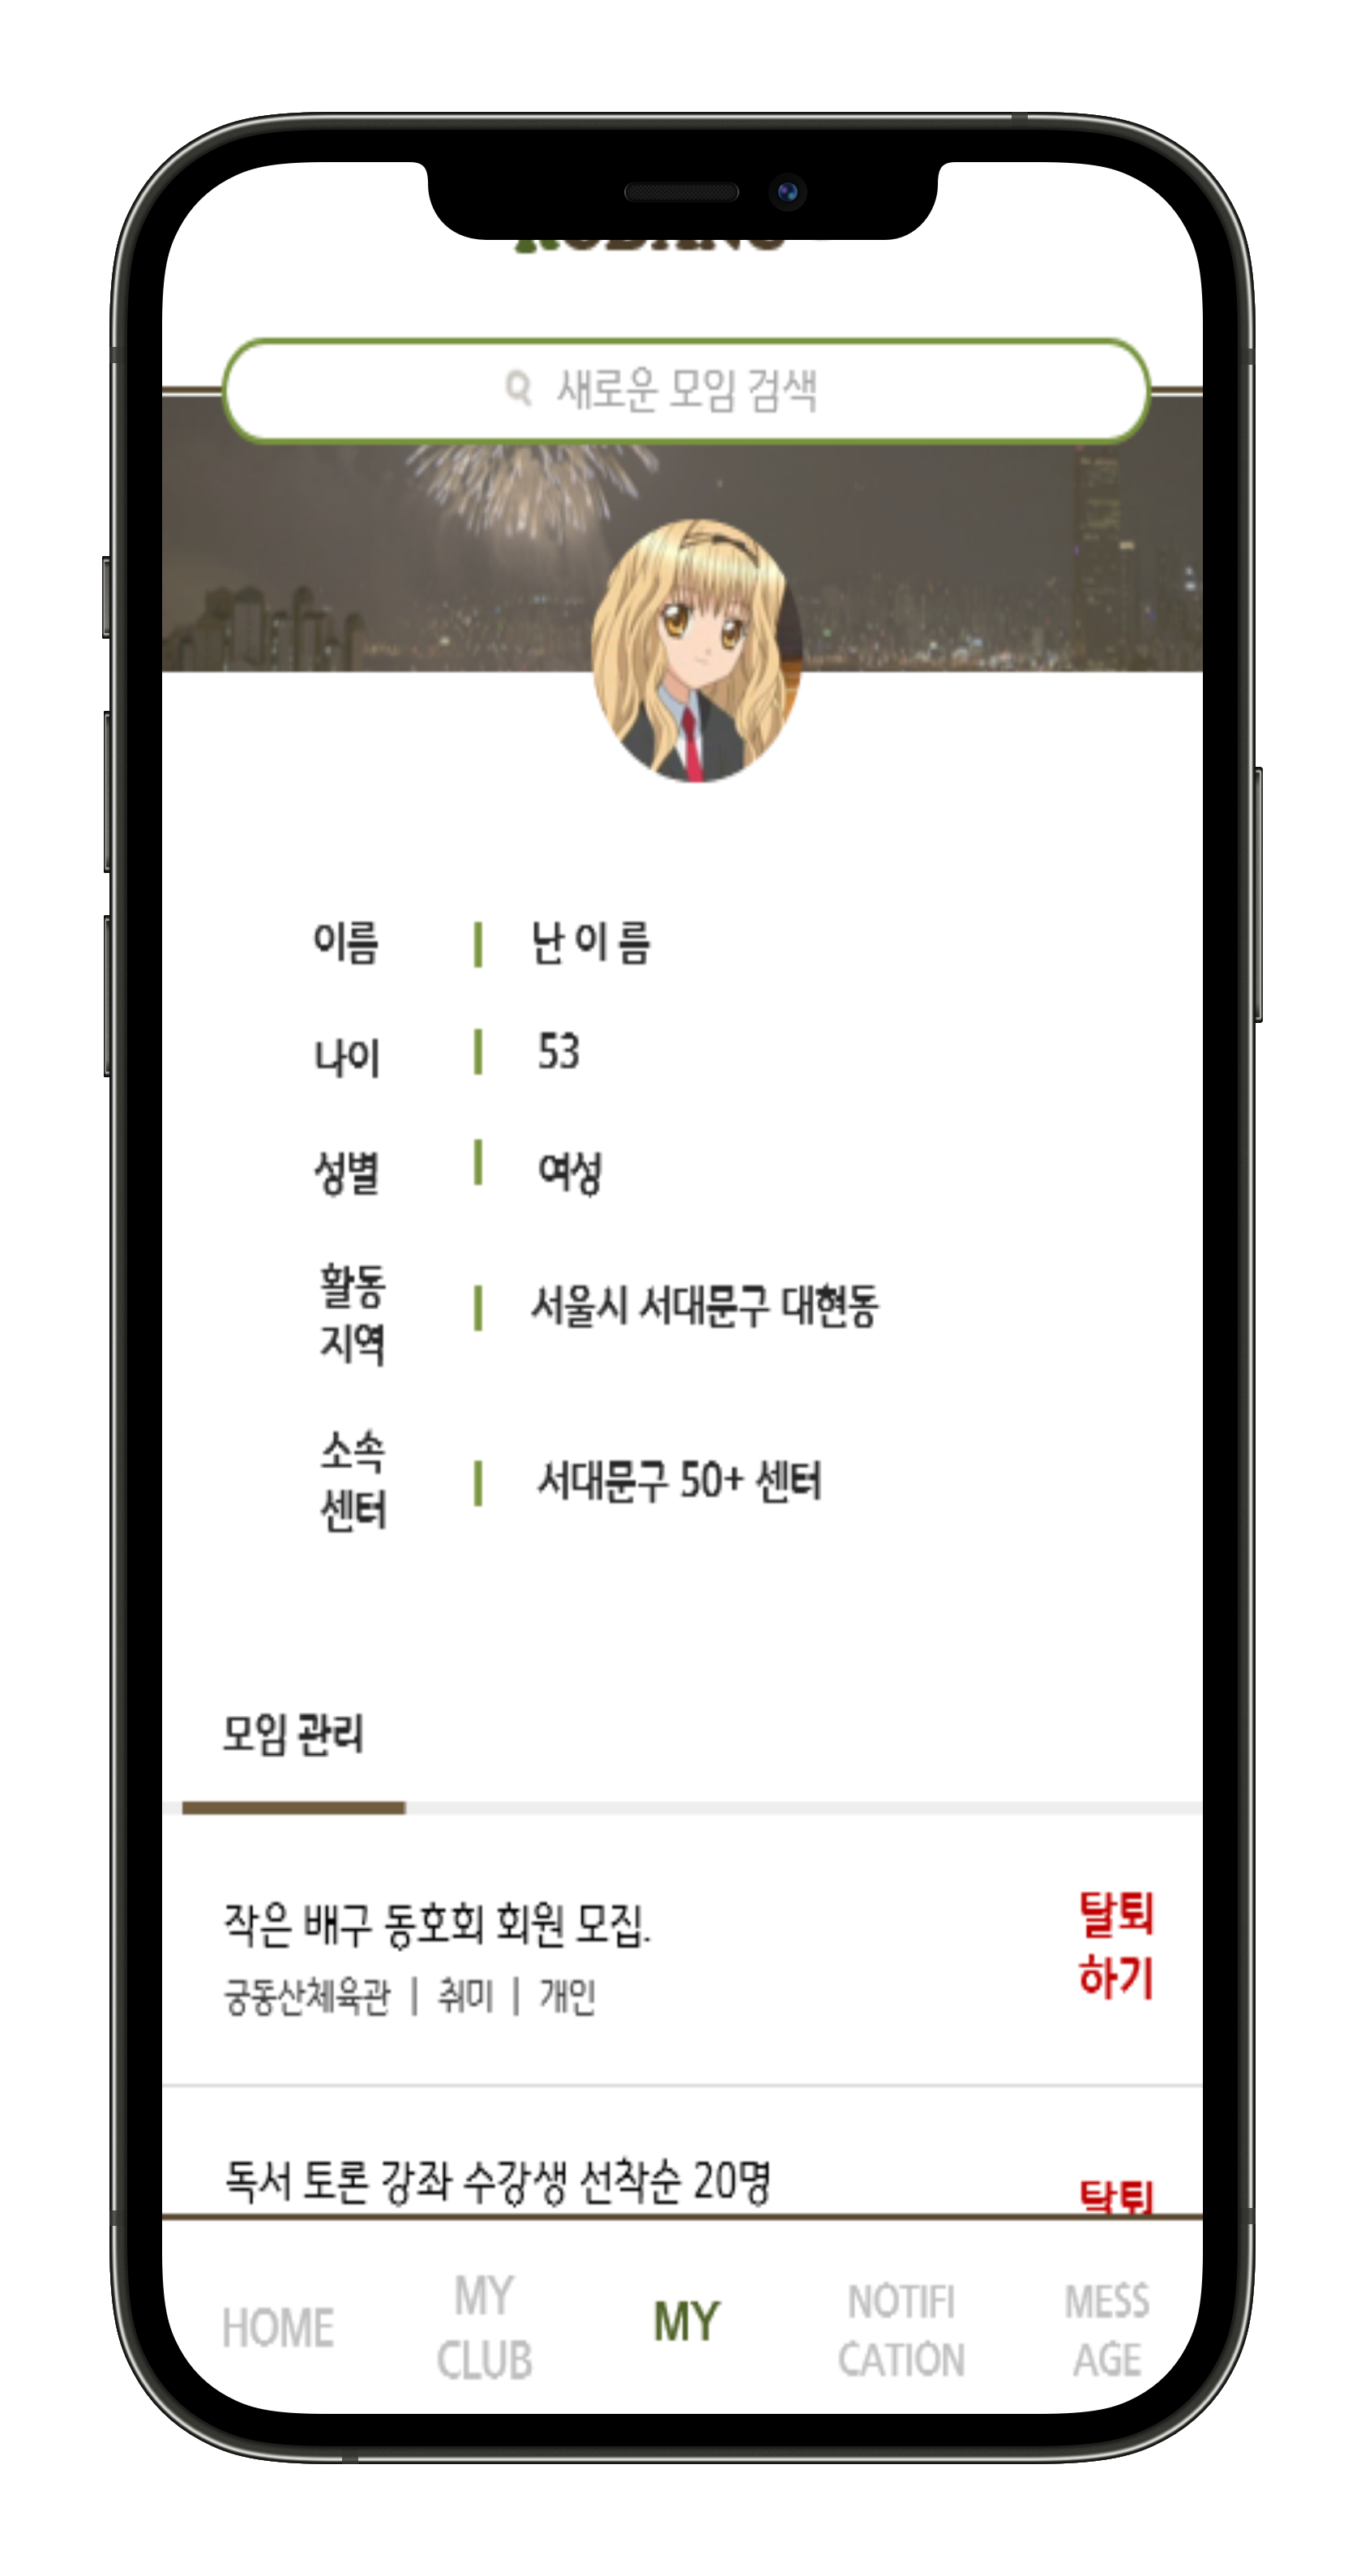 새로운 모임 검색
이름 | 난 이 름
나이 | 53
성별 | 여성
활동
지역 | 서울시 서대문구 대현동
소속
센터 | 서대문구 50+ 센터
모임 관리
작은 배구 동호회 회원 모집.
탈퇴
하기
궁동산체육관 | 취미 | 개인
독서 토론 강좌 수강생 선착순 20명
HOME
MY
CLUB
MY
NOTIFI
CATION
MESS
AGE